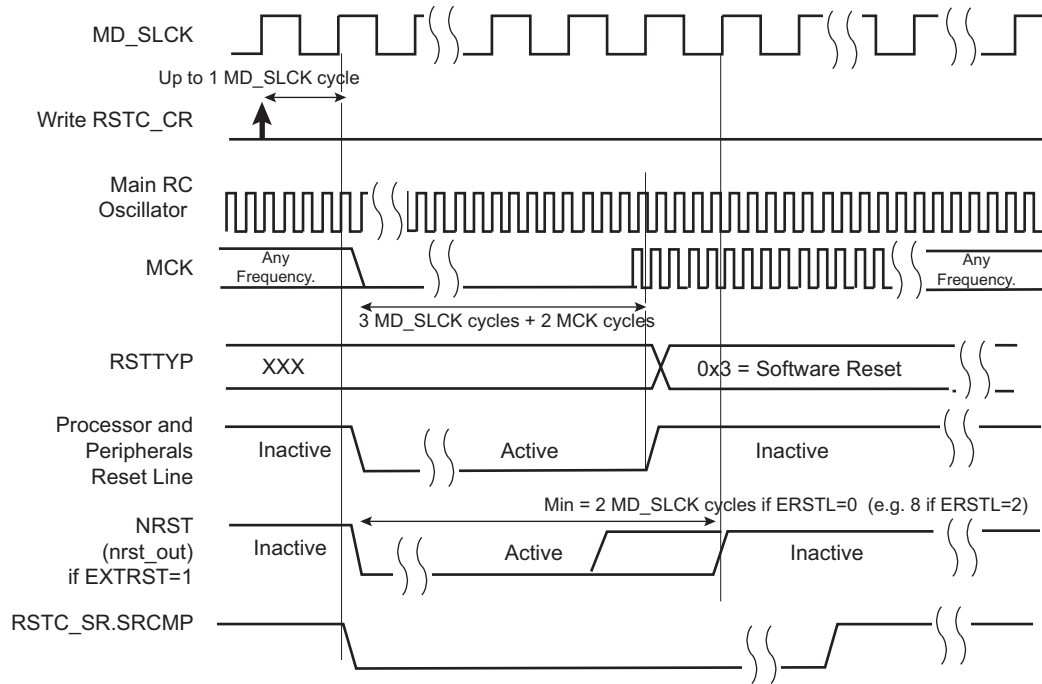 MD_SLCK
Up to 1 MD_SLCK cycle
Write RSTC_CR
Main RC
Oscillator
MCK
Any
Frequency.
Any
Frequency.
3 MD_SLCK cycles + 2 MCK cycles
RSTTYP
XXX
0x3 = Software Reset
Processor and
Peripherals
Reset Line
Inactive
Active
Inactive
Min = 2 MD_SLCK cycles if ERSTL=0 (e.g. 8 if ERSTL=2)
NRST
(nrst_out)
if EXTRST=1
Inactive
Active
Inactive
RSTC_SR.SRCMP